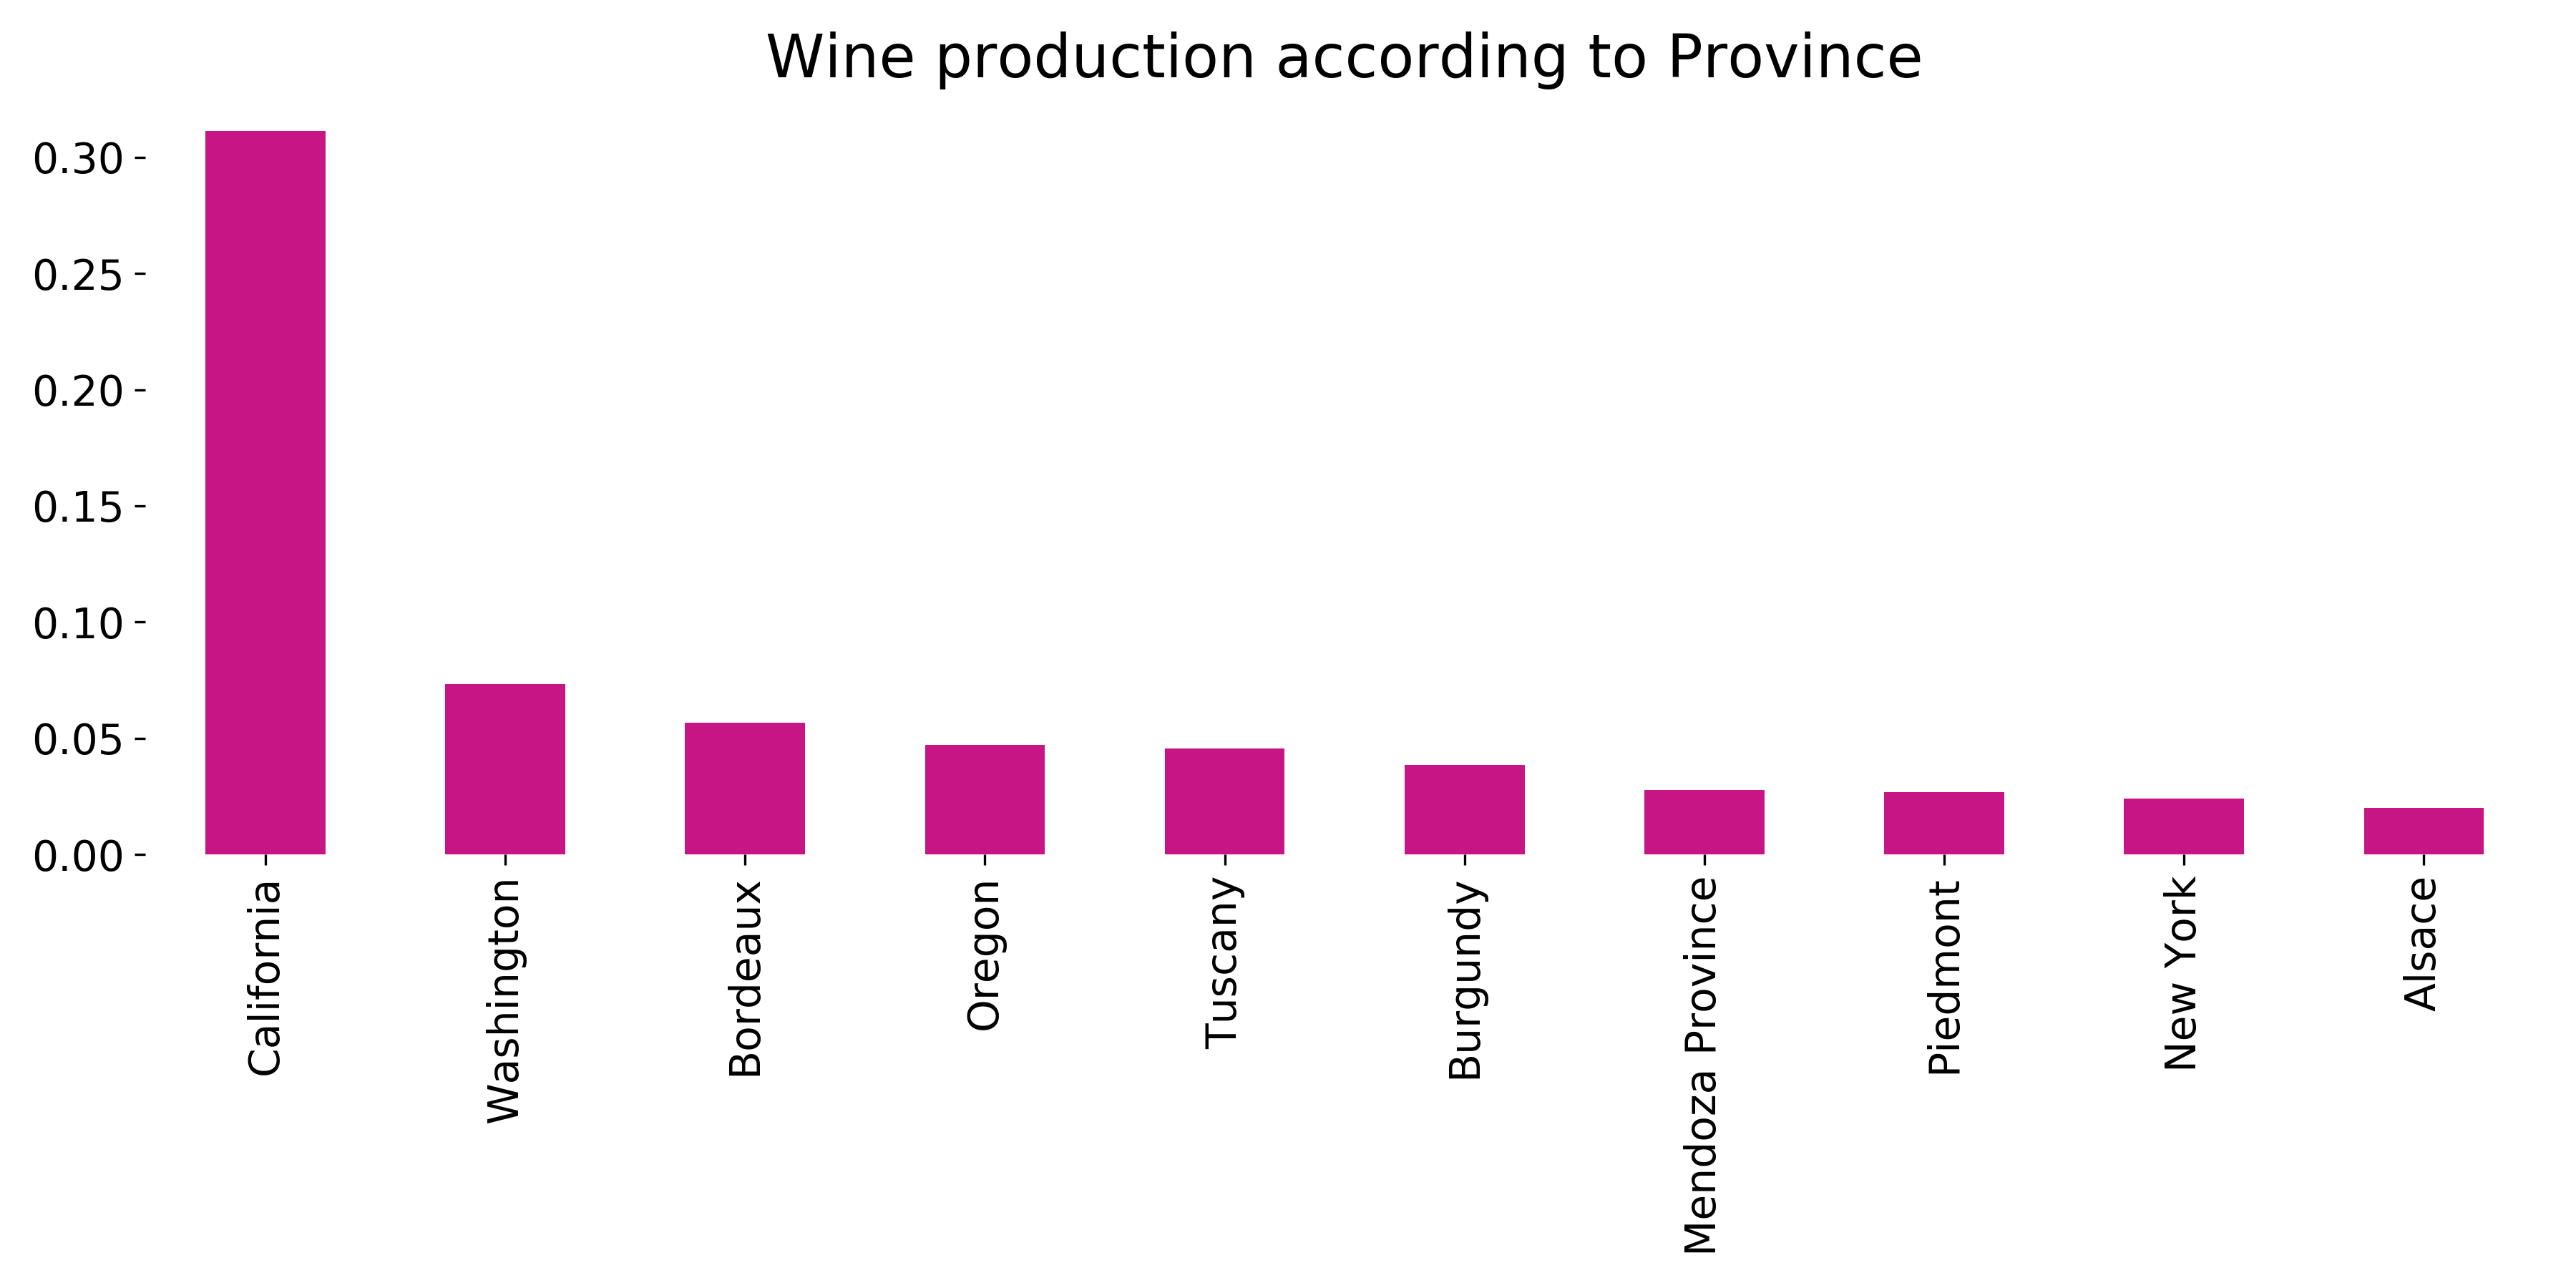 Wine production according to Province
0.30
0.25
0.20
0.15
0.10
0.05
0.00
California
Washington
Bordeaux
Oregon
Tuscany
Burgundy
Mendoza Province
Piedmont
New York
Alsace